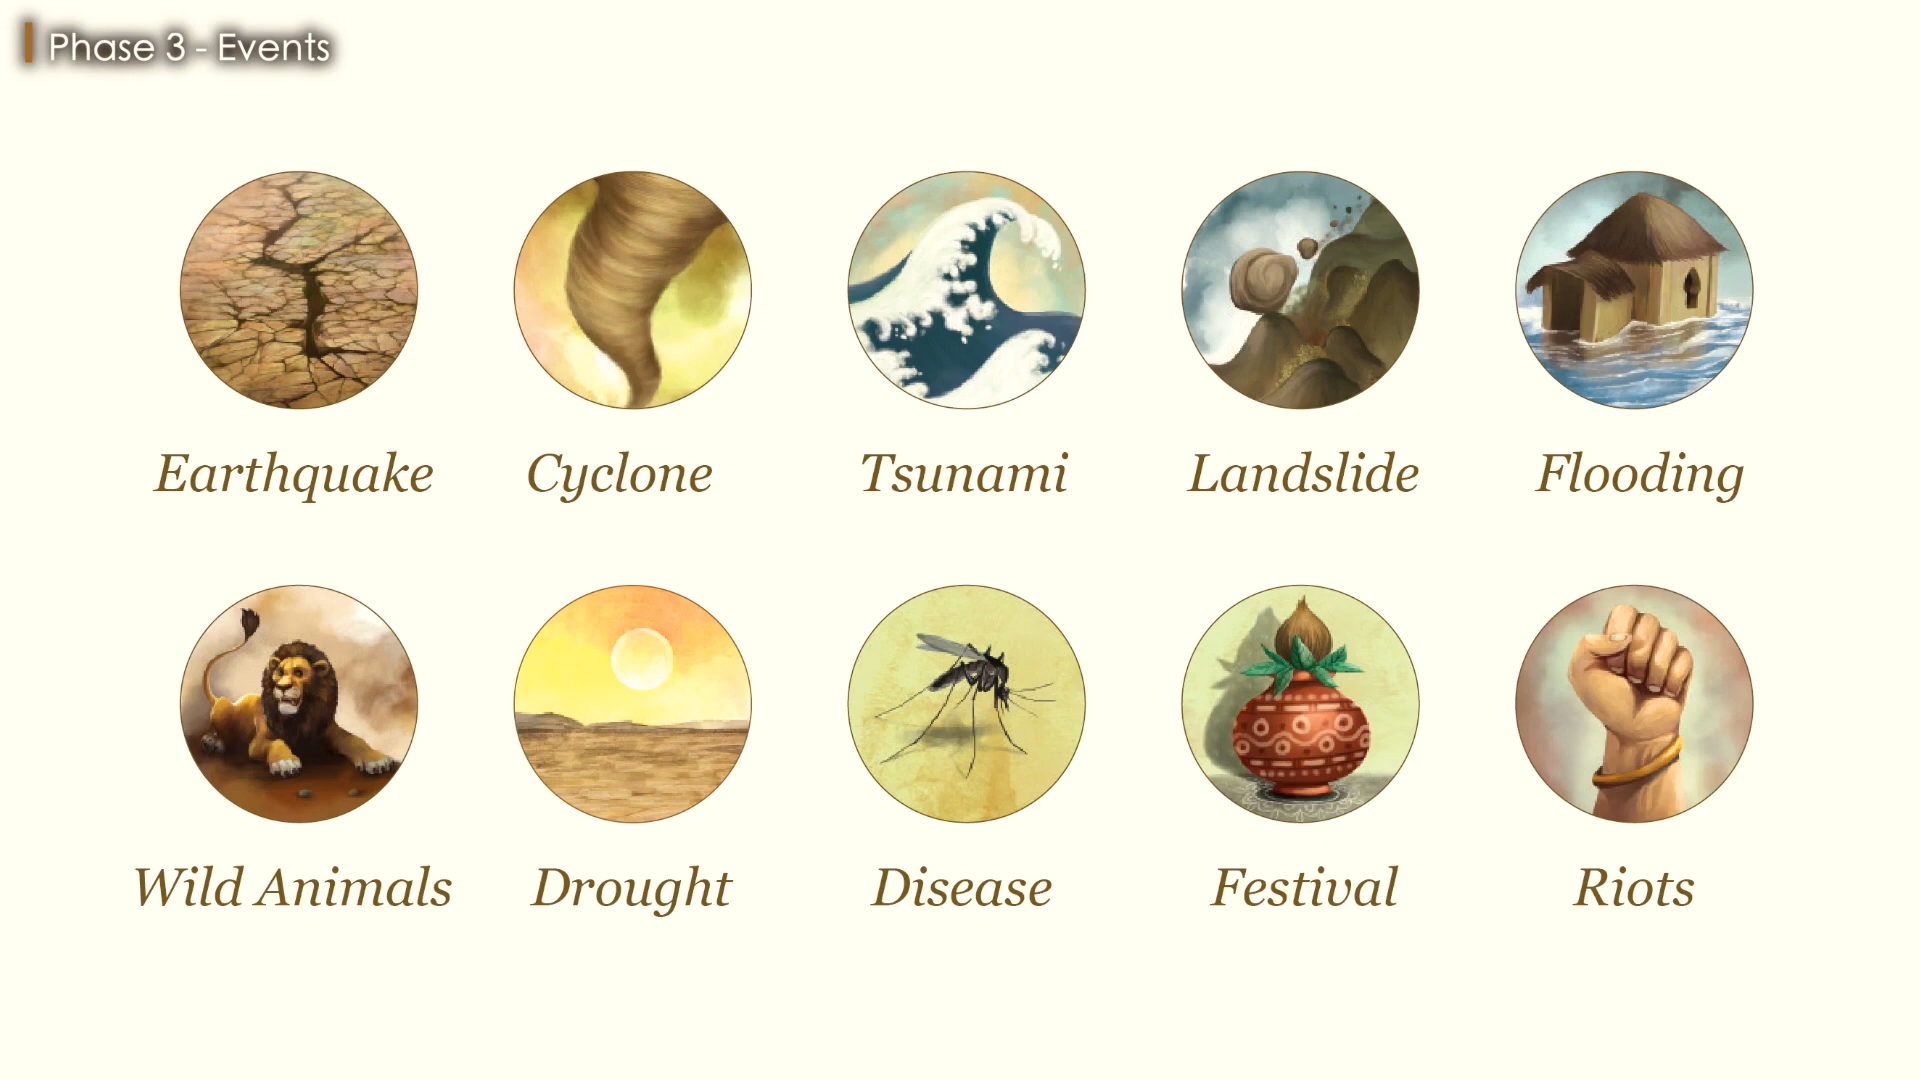 Phase 3 - Events
Earthquake
Cyclone
Tsunami
Landslide
Flooding
Wild Animals
Drought
Disease
Festival
Riots